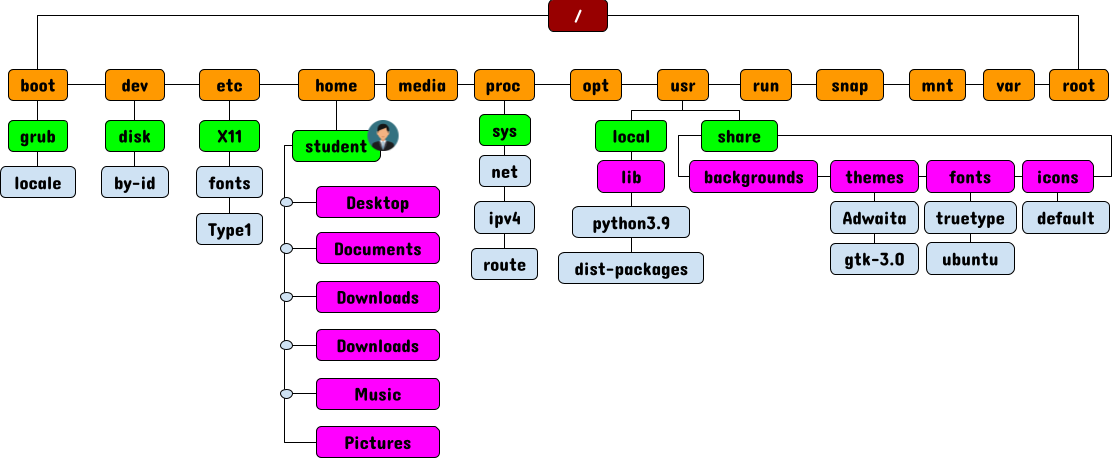 /
boot dev etc home media proc opt usr run snap mnt var root
grub disk X11 student sys local share
locale by-id fonts net lib backgrounds themes fonts icons
Type1 Desktop ipv4 python3.9 Adwaita truetype default
Documents route dist-packages gtk-3.0 ubuntu
Downloads
Downloads
Music
Pictures